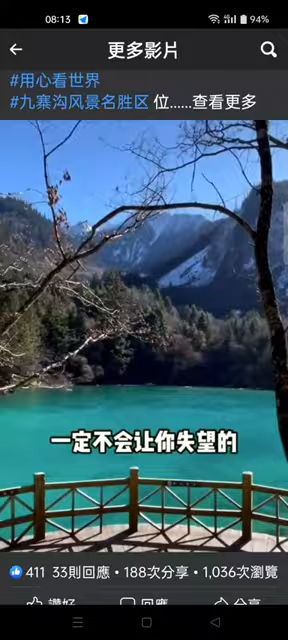 08:13
94%
更多影片
#用心看世界
#九寨沟风景名胜区 位......查看更多
一定不会让你失望的
411 33則回應・188次分享・1,036次瀏覽
讚好 回應 分享